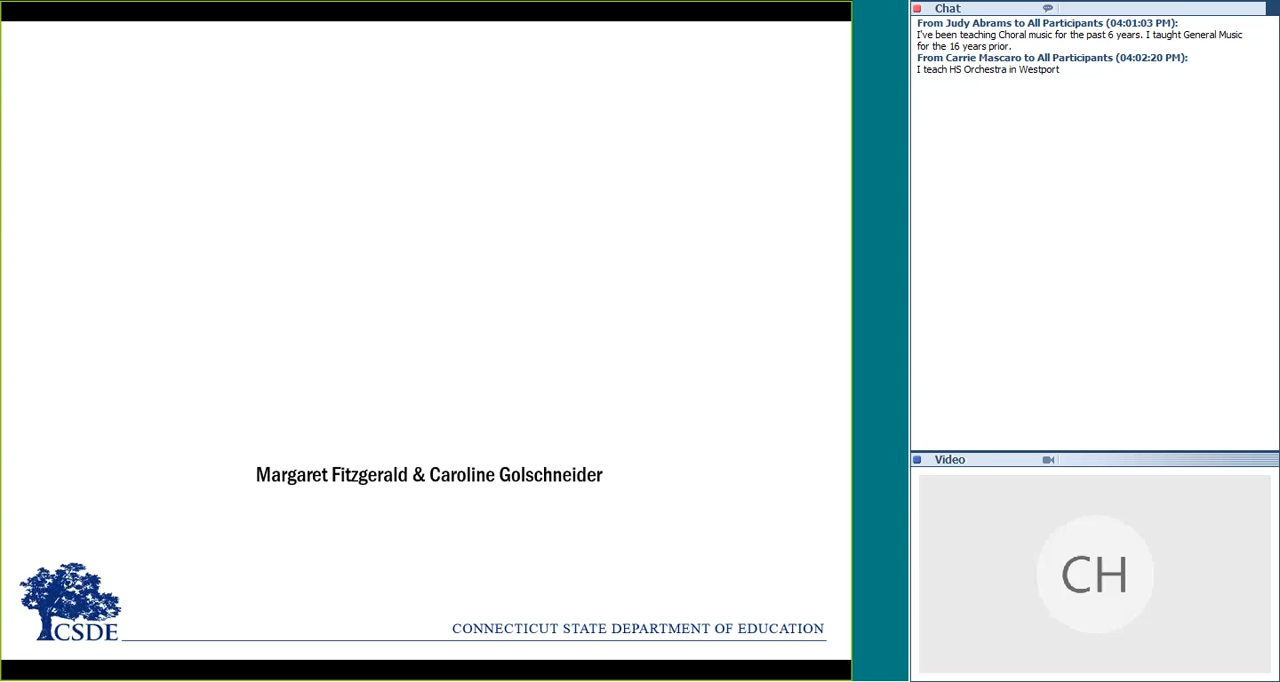 Margaret Fitzgerald & Caroline Golschneider
CSDE
CONNECTICUT STATE DEPARTMENT OF EDUCATION
Chat
From Judy Abrams to All Participants (04:01:03 PM):
I've been teaching Choral music for the past 6 years. I taught General Music
for the 16 years prior.
From Carrie Mascaro to All Participants (04:02:20 PM):
I teach HS Orchestra in Westport
Video
CH